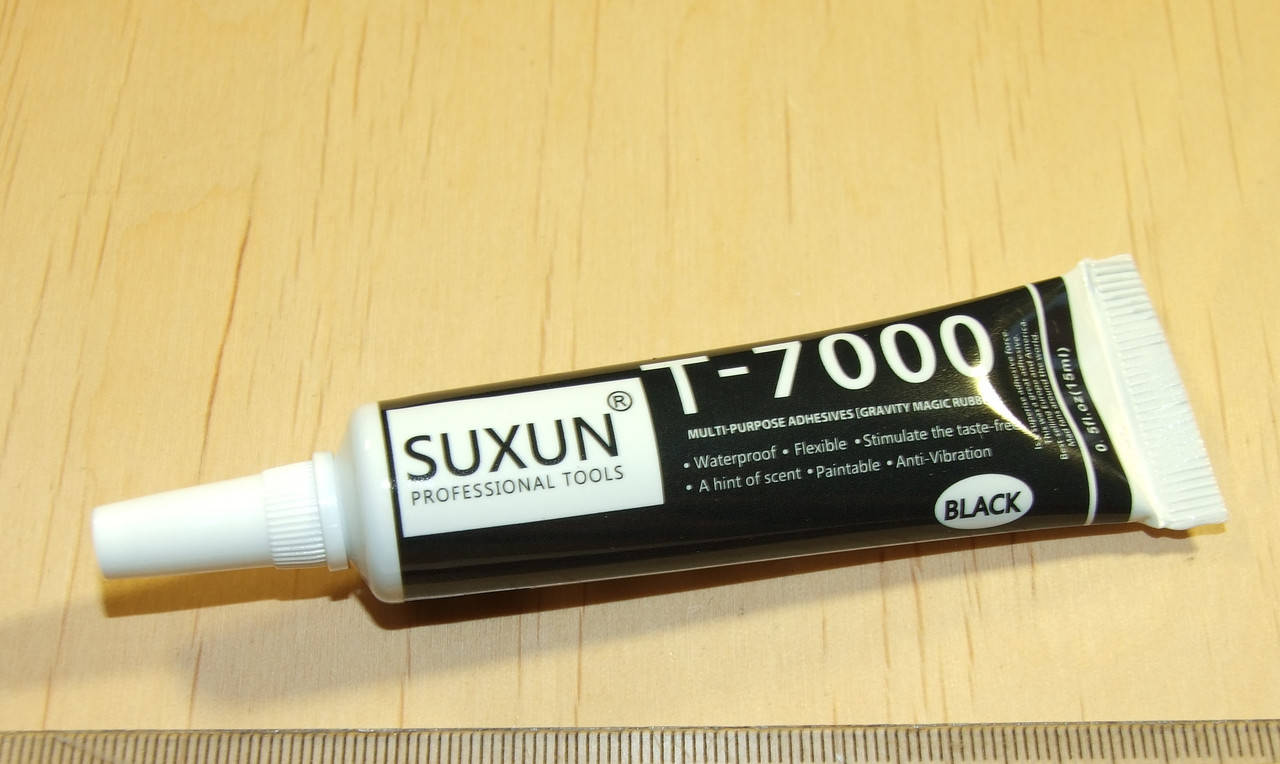 SUXUN®
PROFESSIONAL TOOLS
T-7000
MULTI-PURPOSE ADHESIVES [GRAVITY MAGIC
• Waterproof • Flexible • Stimulate the taste-free
• A hint of scent • Paintable • Anti-Vibration
BLACK
0. 5fl.oz(15ml)